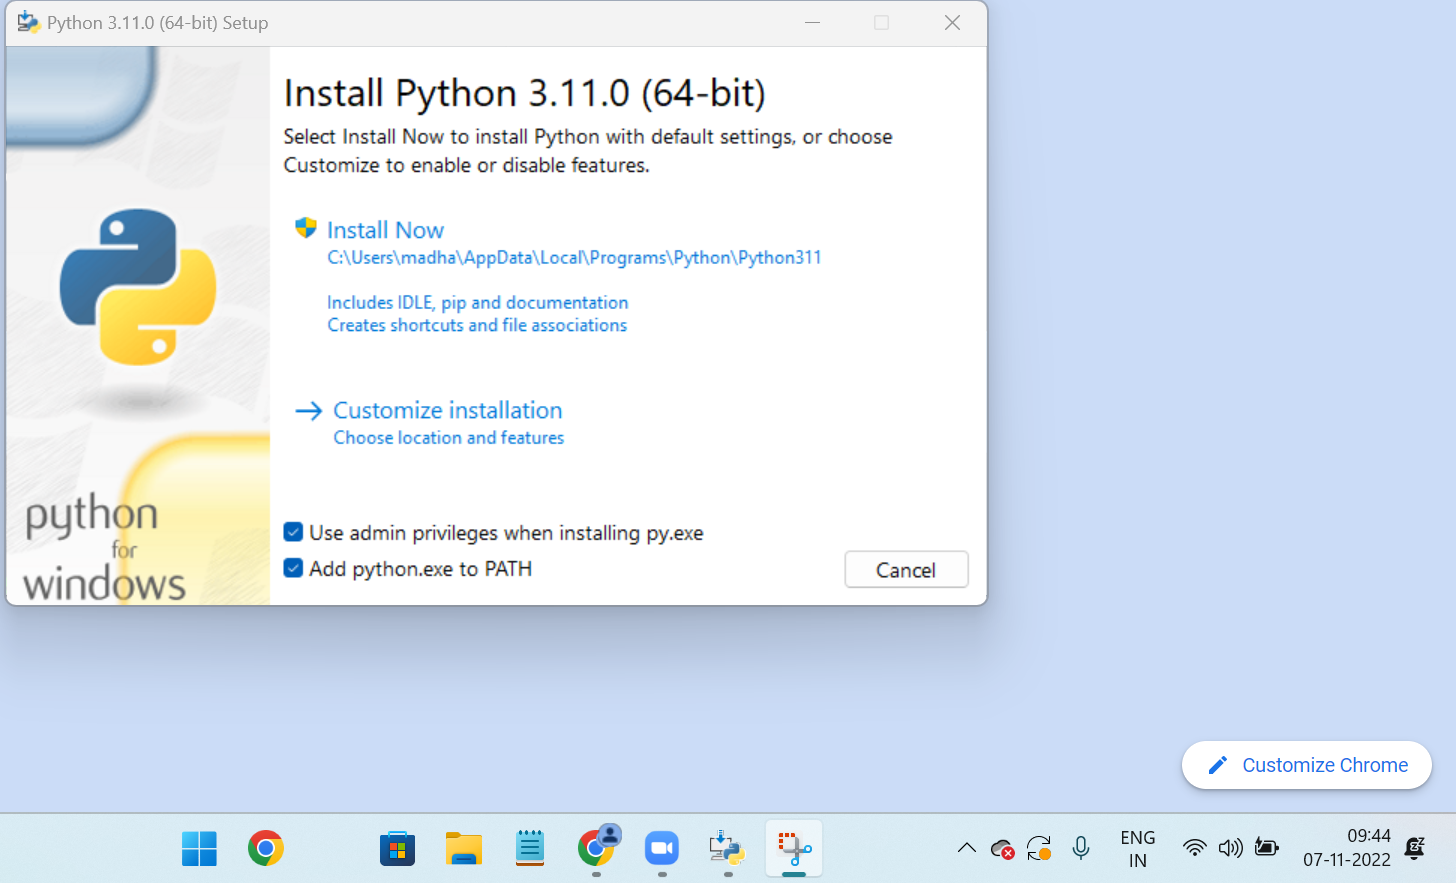 Python 3.11.0 (64-bit) Setup
Install Python 3.11.0 (64-bit)
Select Install Now to install Python with default settings, or choose
Customize to enable or disable features.
Install Now
C:\Users\madha\AppData\Local\Programs\Python\Python311
Includes IDLE, pip and documentation
Creates shortcuts and file associations
Customize installation
Choose location and features
python
for
windows
Use admin privileges when installing py.exe
Add python.exe to PATH
Cancel
Customize Chrome
ENG
IN
09:44
07-11-2022